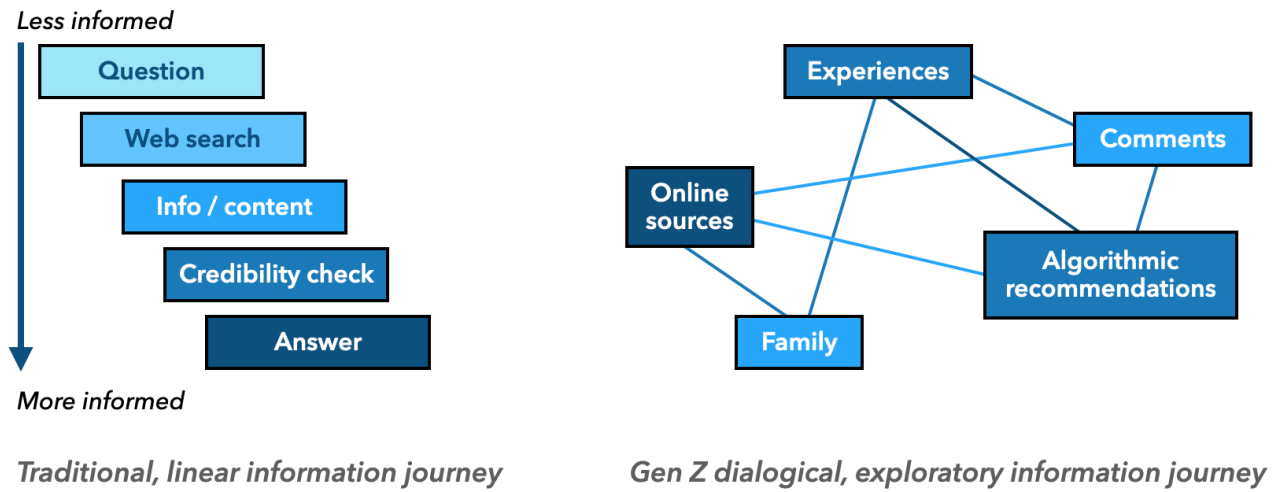 Less informed
Question
Web search
Info / content
Credibility check
Answer
More informed
Traditional, linear information journey
Experiences
Comments
Online
sources
Algorithmic
recommendations
Family
Gen Z dialogical, exploratory information journey